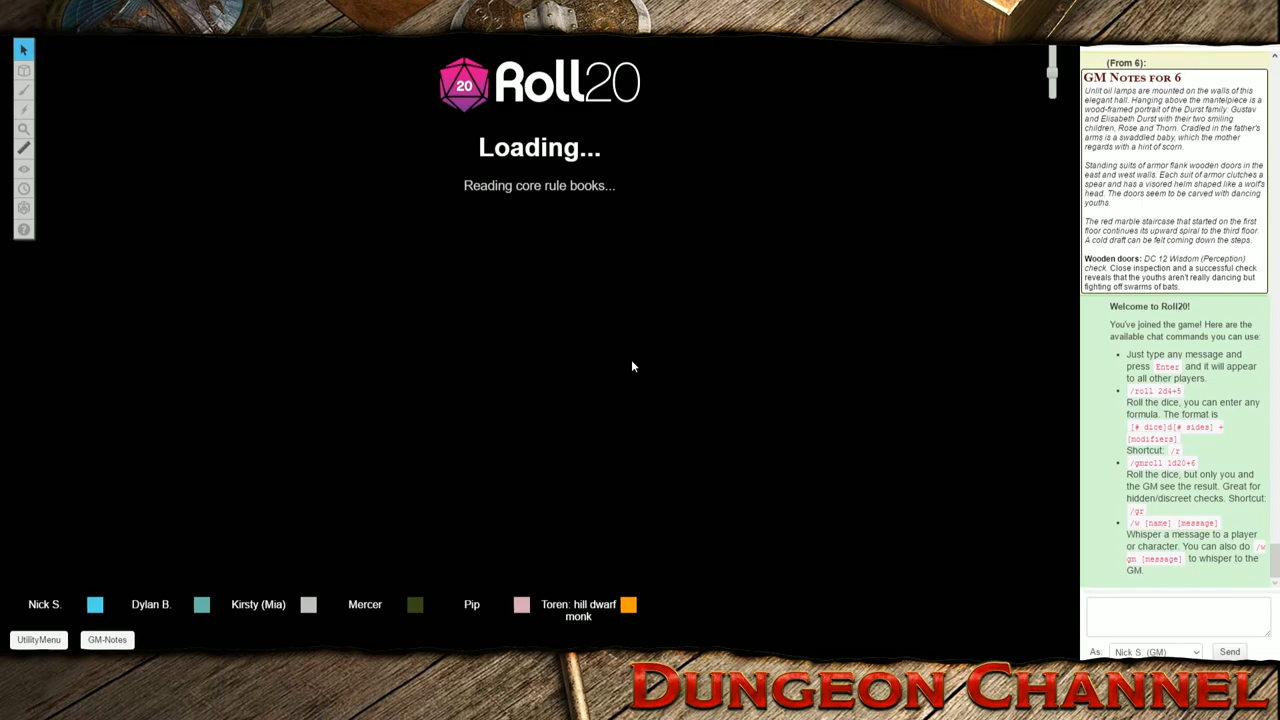 20 Roll20
Loading...
Reading core rule books...
Nick S.
Dylan B.
Kirsty (Mia)
Mercer
Pip
Toren: hill dwarf
monk
UtilityMenu
GM-Notes
(From 6):
GM Notes for 6
Unlit oil lamps are mounted on the walls of this
elegant hall. Hanging above the mantelpiece is a
wood-framed portrait of the Durst family: Gustav
and Elisabeth Durst with their two smiling
children, Rose and Thorn. Cradled in the father's
arms is a swaddled baby, which the mother
regards with a hint of scorn.
Standing suits of armor flank wooden doors in the
east and west walls. Each suit of armor clutches a
spear and has a visored helm shaped like a wolf's
head. The doors seem to be carved with dancing
youths.
The red marble staircase that started on the first
floor continues its upward spiral to the third floor.
A cold draft can be felt coming down the steps.
Wooden doors: DC 12 Wisdom (Perception)
check. Close inspection and a successful check
reveals that the youths aren't really dancing but
fighting off swarms of bats.
Welcome to Roll20!
You've joined the game! Here are the
available chat commands you can use:
• Just type any message and
press Enter and it will appear
to all other players.
• /roll 2d4+5
Roll the dice, you can enter any
formula. The format is
[# dice]d[# sides] +
[modifiers]
Shortcut: /r
• /gmroll 1d20+6
Roll the dice, but only you and
the GM see the result. Great for
hidden/discreet checks. Shortcut:
/gr
• /w [name] [message]
Whisper a message to a player
or character. You can also do /w
gm [message] to whisper to the
GM.
As: Nick S. (GM) Send
Dungeon Channel